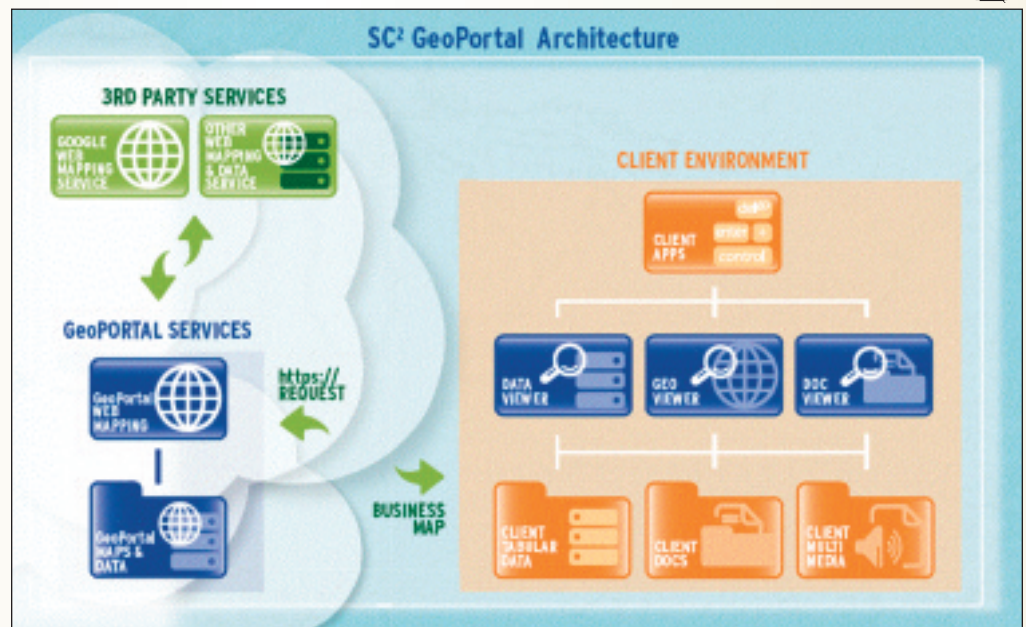 SC² GeoPortal Architecture
3RD PARTY SERVICES
GOOGLE
WEB
MAPPING
SERVICE
OTHER
WEB
MAPPING
& DATA
SERVICE
CLIENT ENVIRONMENT
CLIENT
APPS
enter
control
GeoPORTAL SERVICES
GeoPortal
WEB
MAPPING
https://
REQUEST
DATA
VIEWER
GEO
VIEWER
DOC
VIEWER
BUSINESS
MAP
GeoPortal
MAPS &
DATA
CLIENT
TABULAR
DATA
CLIENT
DOCS
CLIENT
MULTI
MEDIA